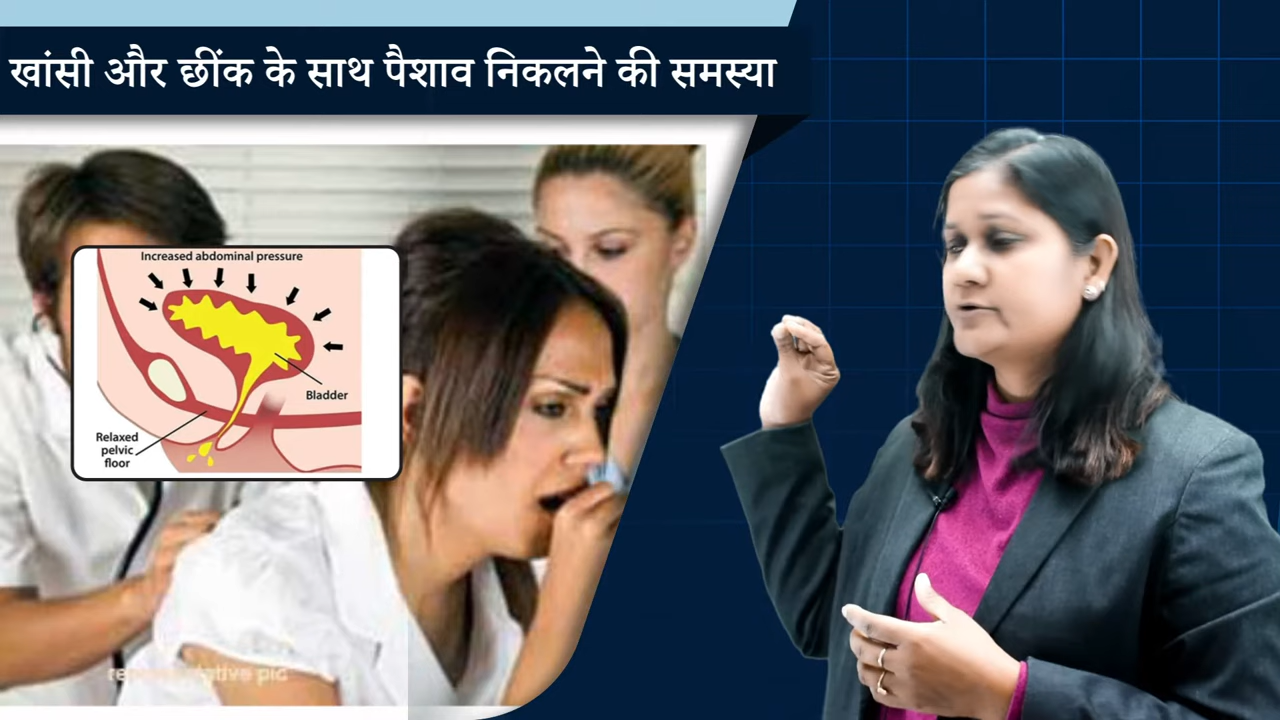 खांसी और छींक के साथ पैशाव निकलने की समस्या
Increased abdominal pressure
Bladder
Relaxed
pelvic
floor